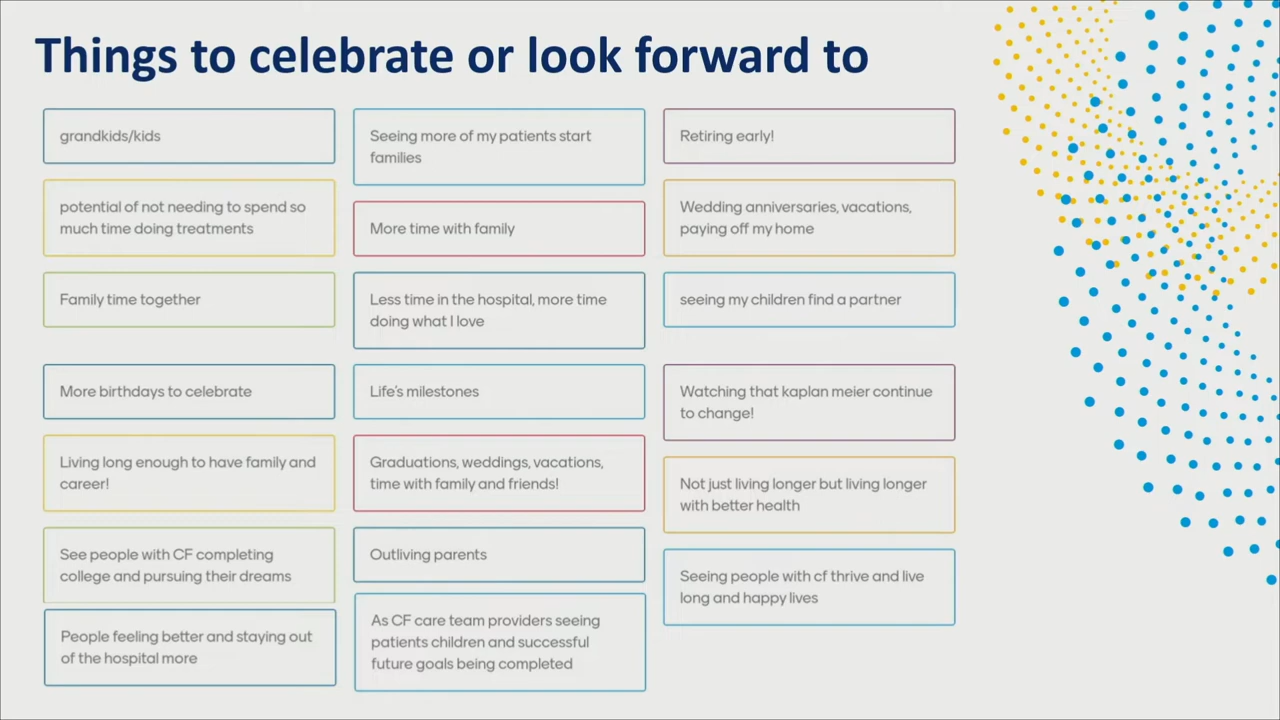 Things to celebrate or look forward to
grandkids/kids
potential of not needing to spend so
much time doing treatments
Family time together
More birthdays to celebrate
Living long enough to have family and
career!
See people with CF completing
college and pursuing their dreams
People feeling better and staying out
of the hospital more
Seeing more of my patients start
families
More time with family
Less time in the hospital, more time
doing what I love
Life's milestones
Graduations, weddings, vacations,
time with family and friends!
Outliving parents
As CF care team providers seeing
patients children and successful
future goals being completed
Retiring early!
Wedding anniversaries, vacations,
paying off my home
seeing my children find a partner
Watching that kaplan meier continue
to change!
Not just living longer but living longer
with better health
Seeing people with cf thrive and live
long and happy lives